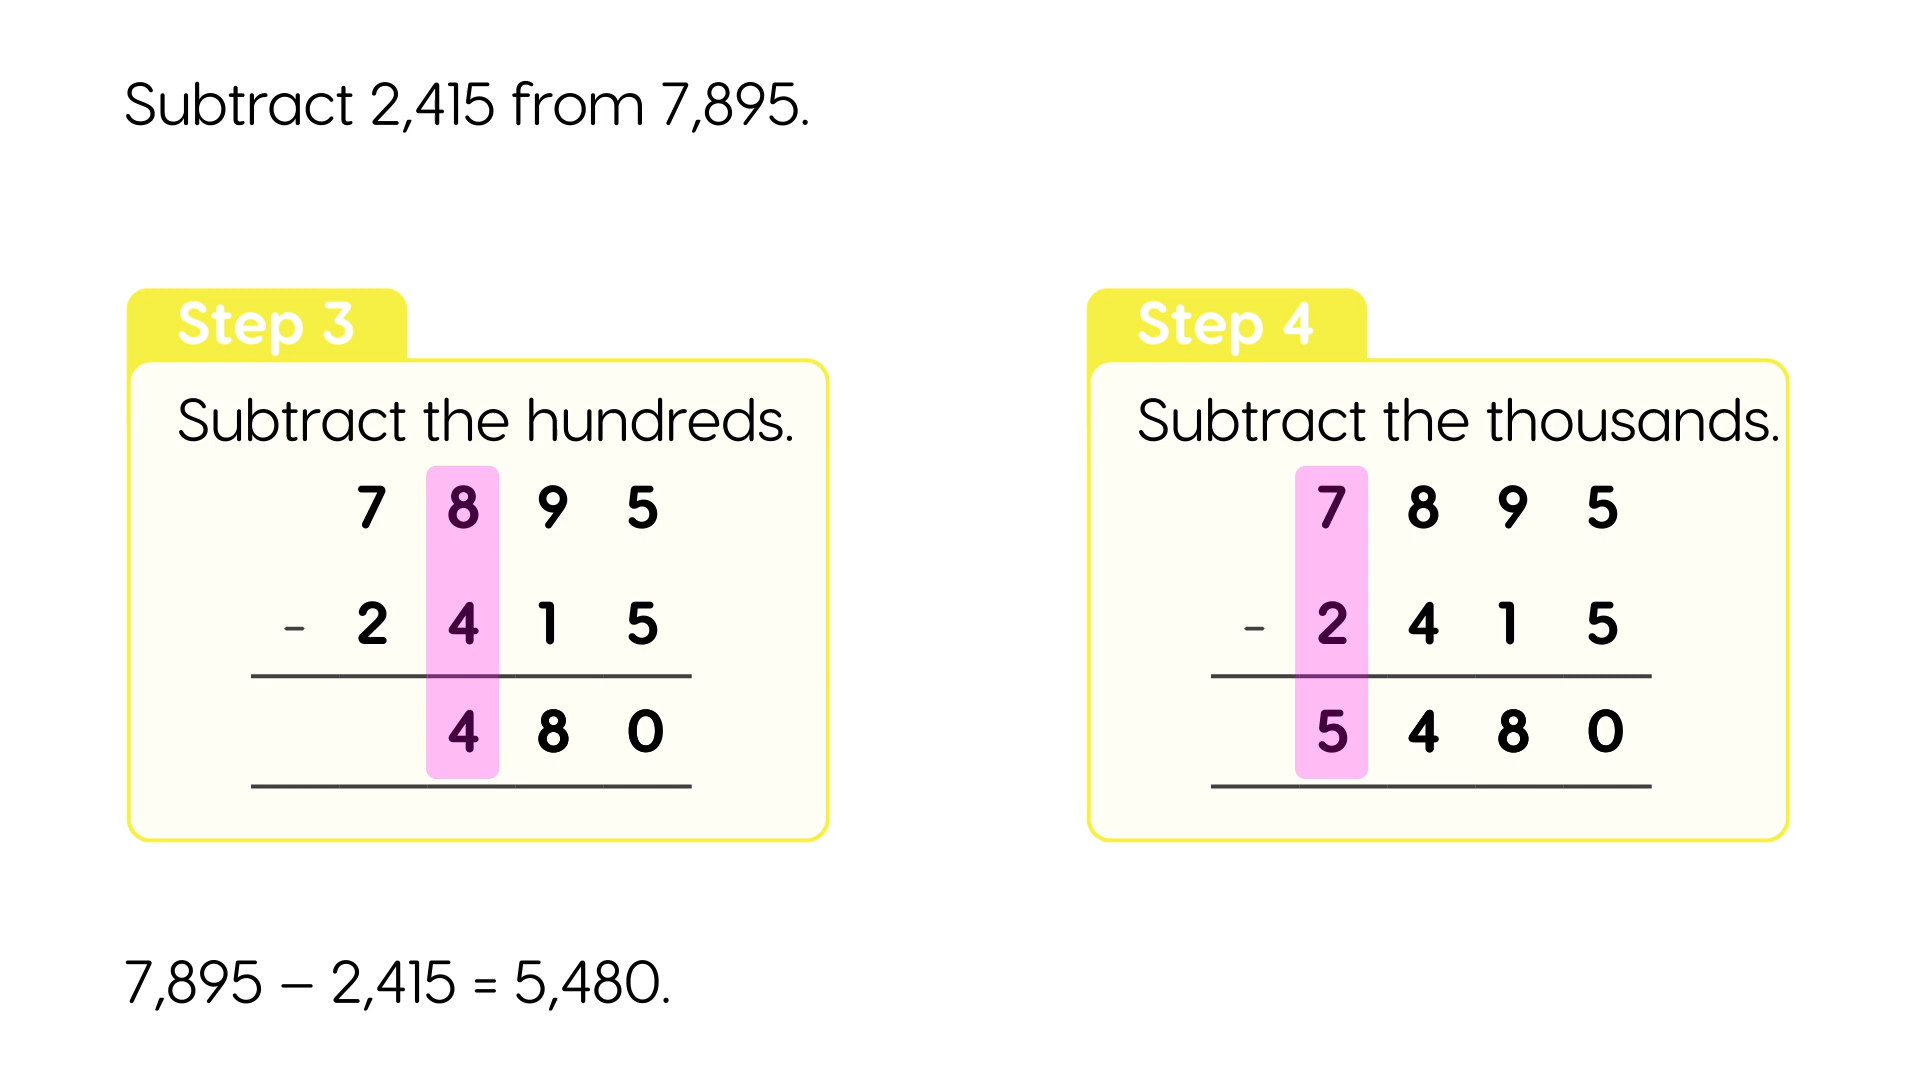 Subtract 2,415 from 7,895.
Step 3
Subtract the hundreds.
7 8 9 5
- 2 4 1 5
4 8 0
Step 4
Subtract the thousands.
7 8 9 5
- 2 4 1 5
5 4 8 0
7,895 – 2,415 = 5,480.